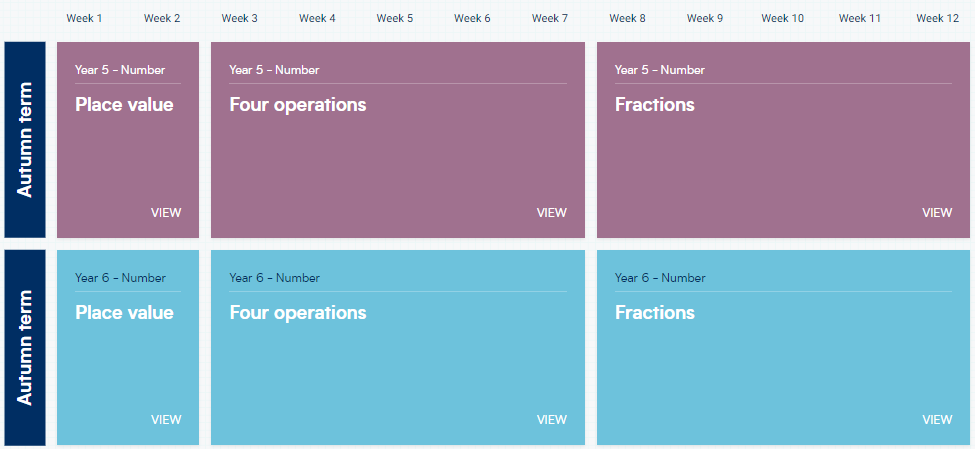 Week 1 Week 2 Week 3 Week 4 Week 5 Week 6 Week 7 Week 8 Week 9 Week 10 Week 11 Week 12
Autumn term
Year 5 – Number
Place value
VIEW
Year 5 – Number
Four operations
VIEW
Year 5 – Number
Fractions
VIEW
Autumn term
Year 6 – Number
Place value
VIEW
Year 6 – Number
Four operations
VIEW
Year 6 – Number
Fractions
VIEW